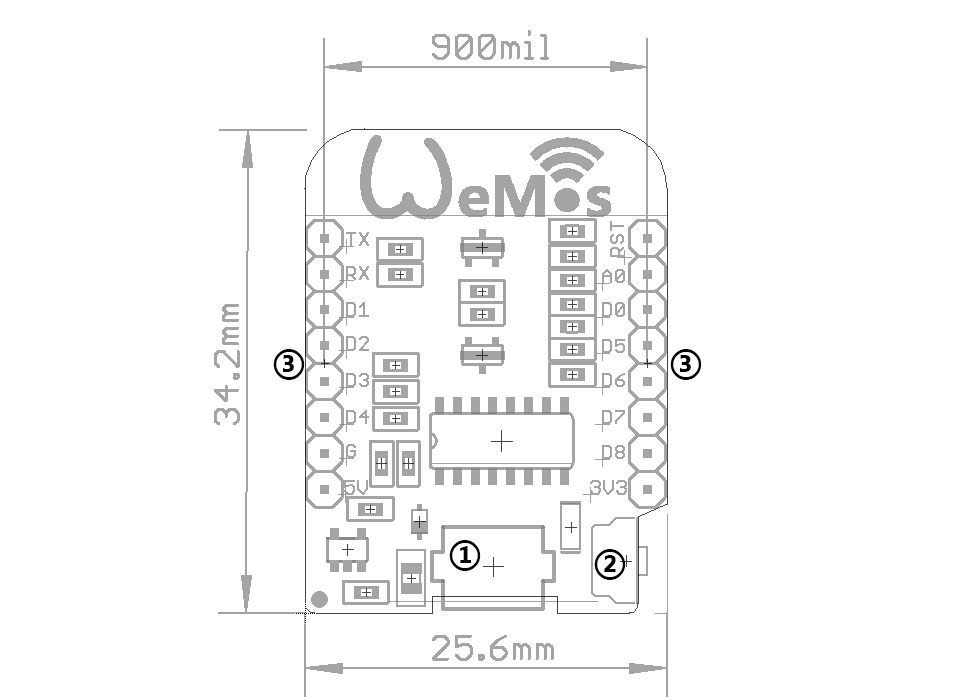 900mil
WeMos
TX
RST
RX
A0
D1
D0
D2
D5
3
3
D3
D6
D4
D7
G
D8
5V
3V3
34.2mm
1
2
25.6mm